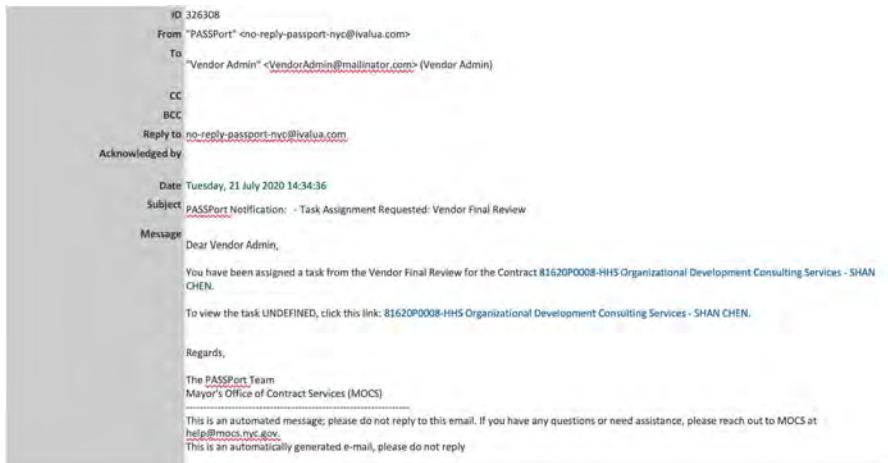 ID 326308
From "PASSPort" <no-reply-passport-nyc@ivalua.com>
To
"Vendor Admin" <VendorAdmin@mailinator.com> (Vendor Admin)
CC
BCC
Reply to no-reply-passport-nyc@ivalua.com
Acknowledged by
Date Tuesday, 21 July 2020 14:34:36
Subject PASSPort Notification: - Task Assignment Requested: Vendor Final Review
Message
Dear Vendor Admin,
You have been assigned a task from the Vendor Final Review for the Contract 81620P0008-HHS Organizational Development Consulting Services - SHAN
CHEN.
To view the task UNDEFINED, click this link: 81620P0008-HHS Organizational Development Consulting Services - SHAN CHEN.
Regards,
The PASSPort Team
Mayor's Office of Contract Services (MOCS)
--------------------------------------------------------
This is an automated message; please do not reply to this email. If you have any questions or need assistance, please reach out to MOCS at
help@mocs.nyc.gov.
This is an automatically generated e-mail, please do not reply